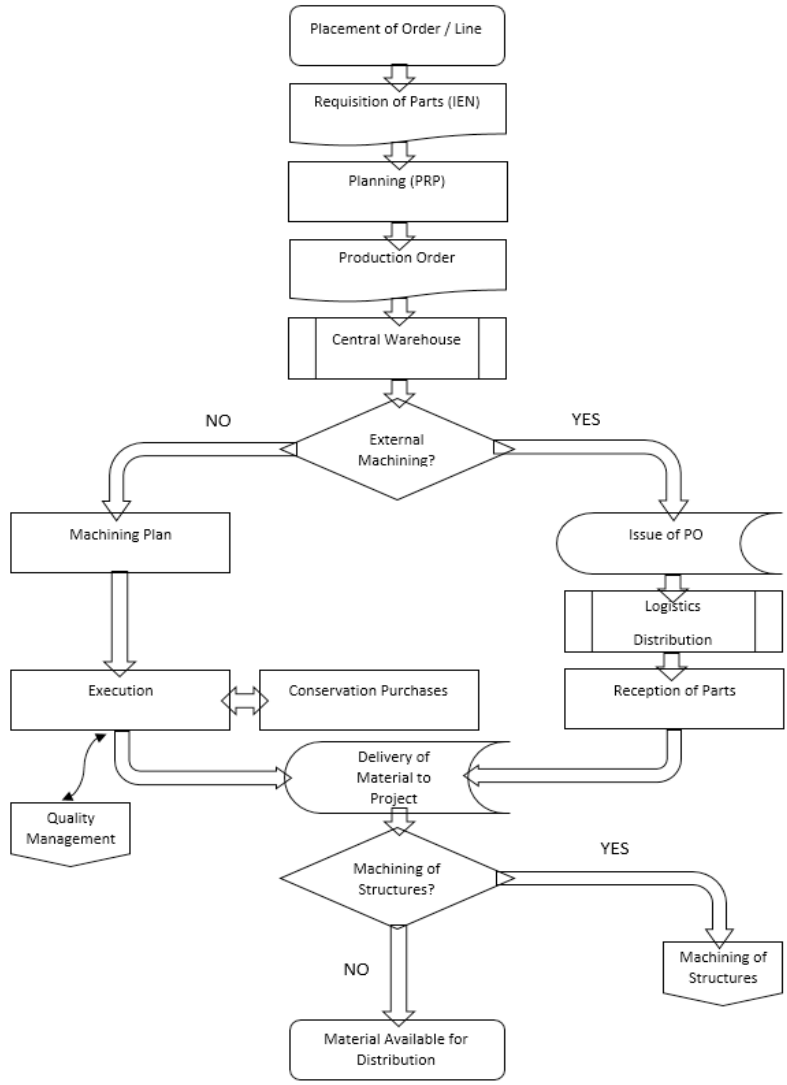 Placement of Order / Line
Requisition of Parts (IEN)
Planning (PRP)
Production Order
Central Warehouse
External
Machining?
NO
YES
Machining Plan
Issue of PO
Logistics
Distribution
Execution
Conservation Purchases
Reception of Parts
Delivery of
Material to
Project
Quality
Management
Machining of
Structures?
YES
NO
Machining of
Structures
Material Available for
Distribution